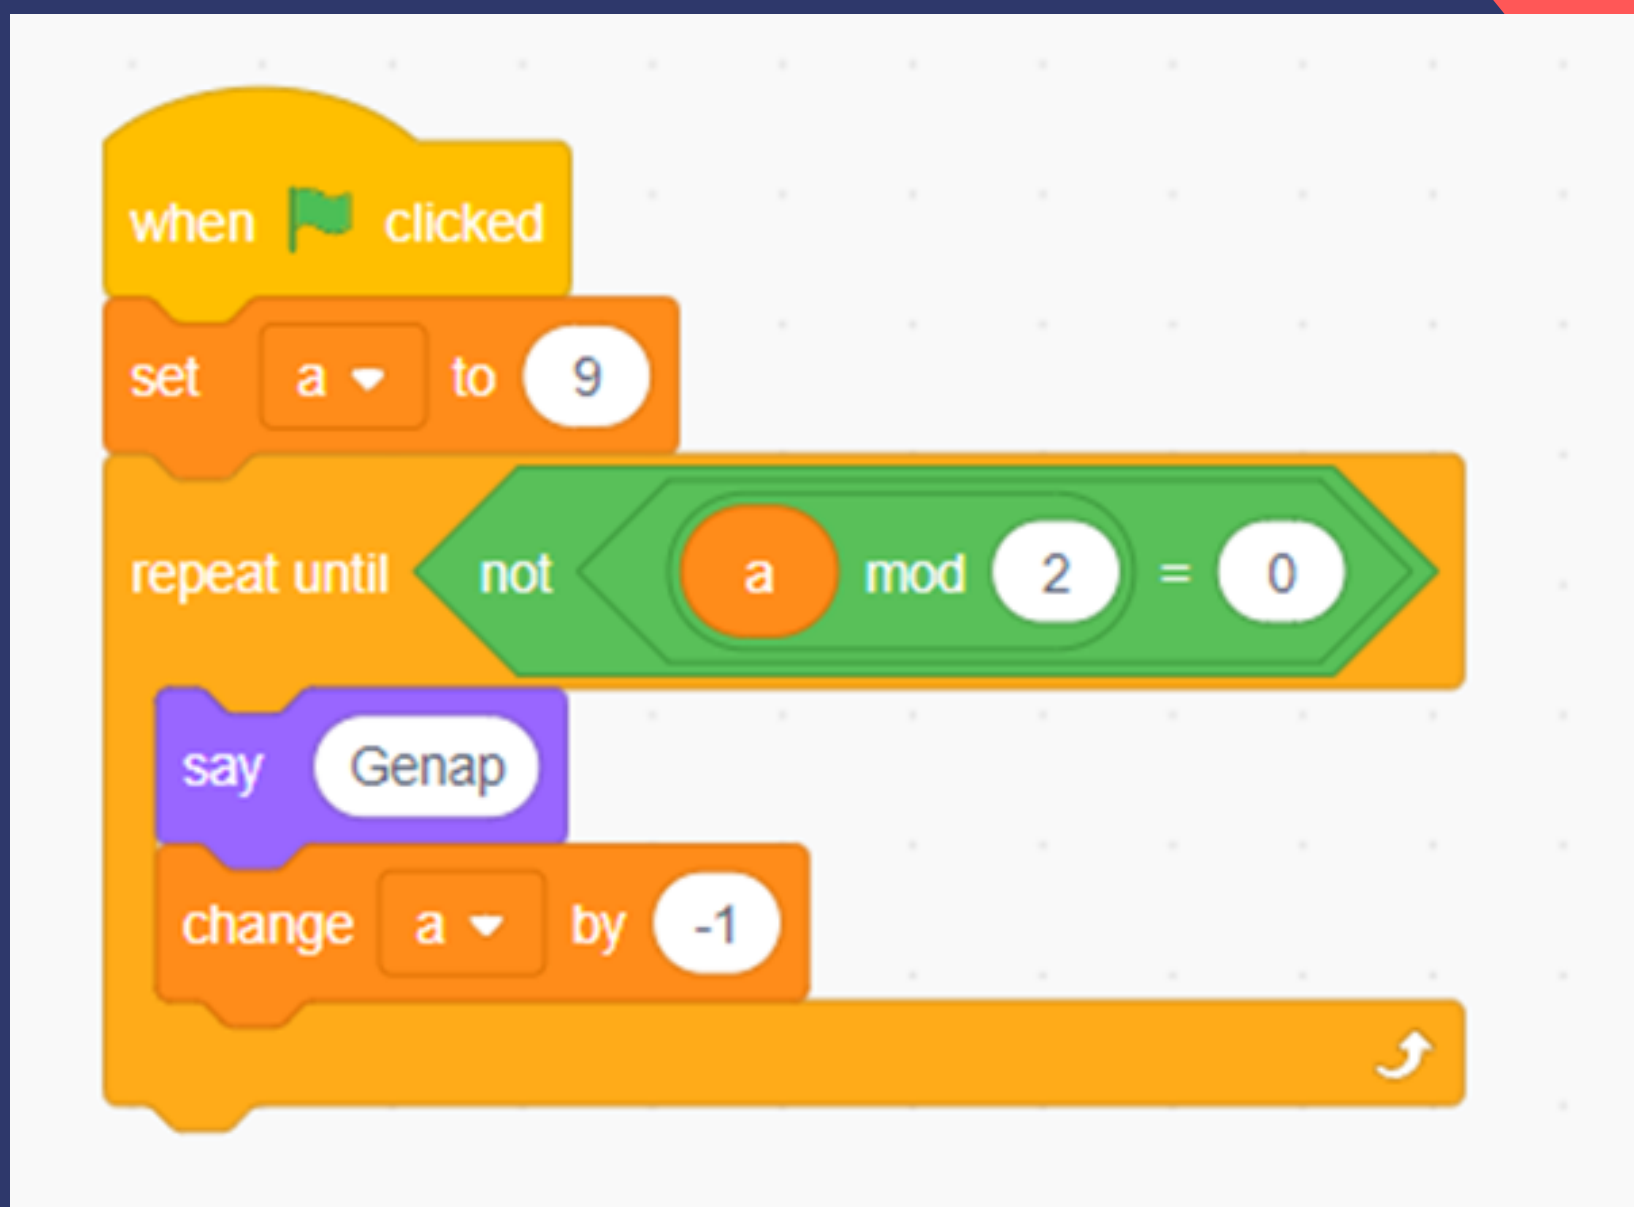 when clicked
set a to 9
repeat until not a mod 2 = 0
say Genap
change a by -1